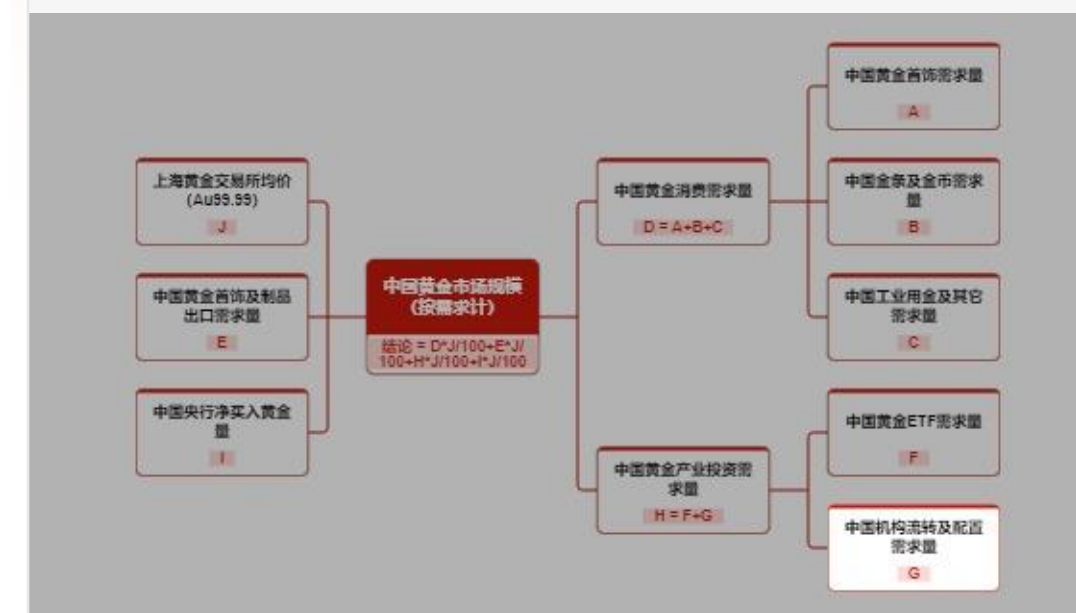 上海黄金交易所均价
(Au99.99)
J
中国黄金首饰及制品
出口需求量
E
中国央行净买入黄金
量
I
中国黄金市场规模
(按需求计)
结论 = D*J/100+E*J/
100+H*J/100+I*J/100
中国黄金消费需求量
D = A+B+C
中国黄金产业投资需
求量
H = F+G
中国黄金首饰需求量
A
中国金条及金币需求
量
B
中国工业用金及其它
需求量
C
中国黄金ETF需求量
F
中国机构流转及配置
需求量
G